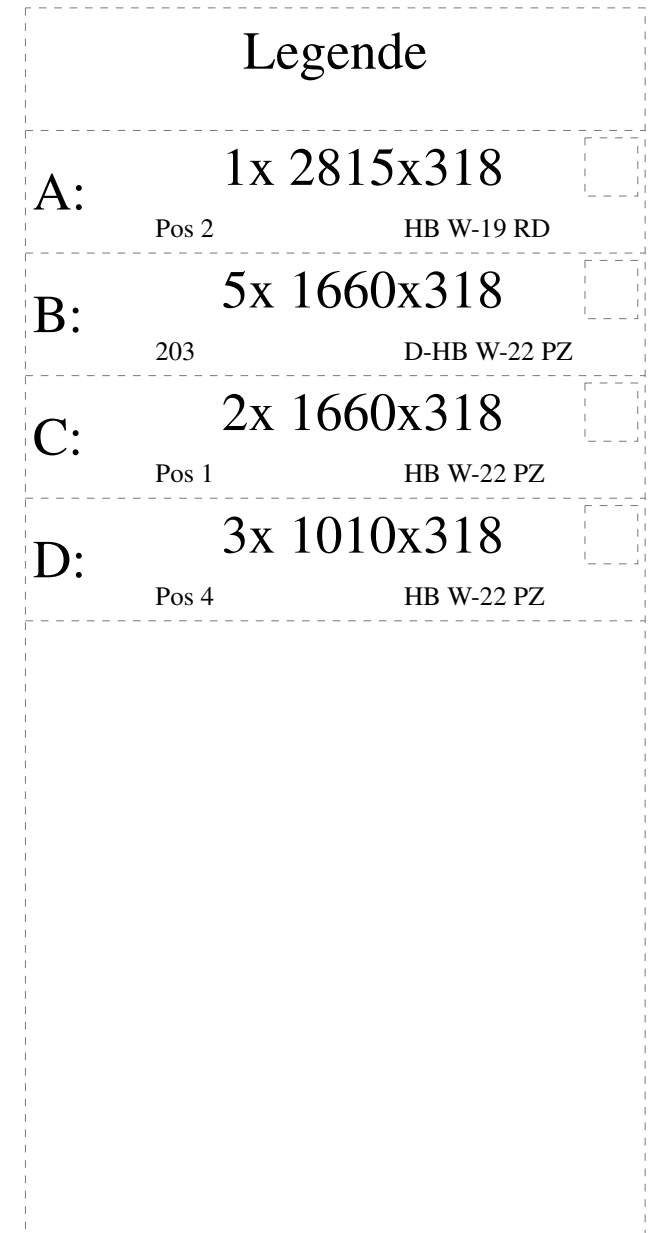 Legende
A: 1x 2815x318
Pos 2 HB W-19 RD
B: 5x 1660x318
203 D-HB W-22 PZ
C: 2x 1660x318
Pos 1 HB W-22 PZ
D: 3x 1010x318
Pos 4 HB W-22 PZ